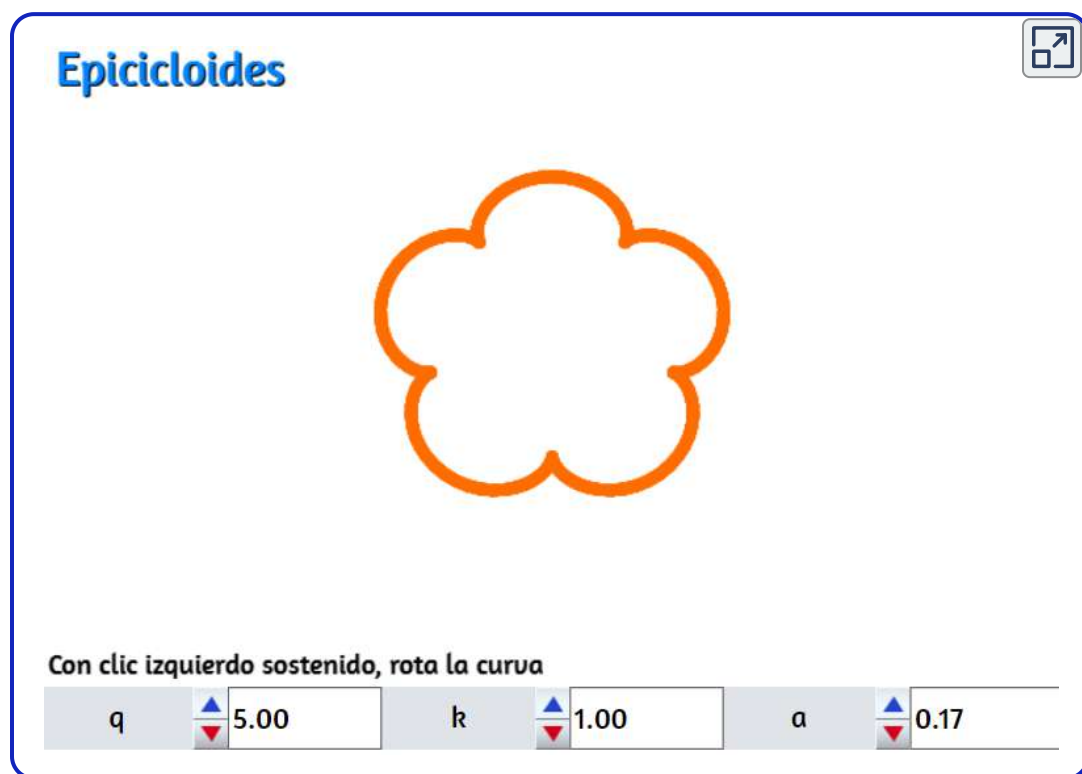 Epicicloides
Con clic izquierdo sostenido, rota la curva
q 5.00 k 1.00 a 0.17